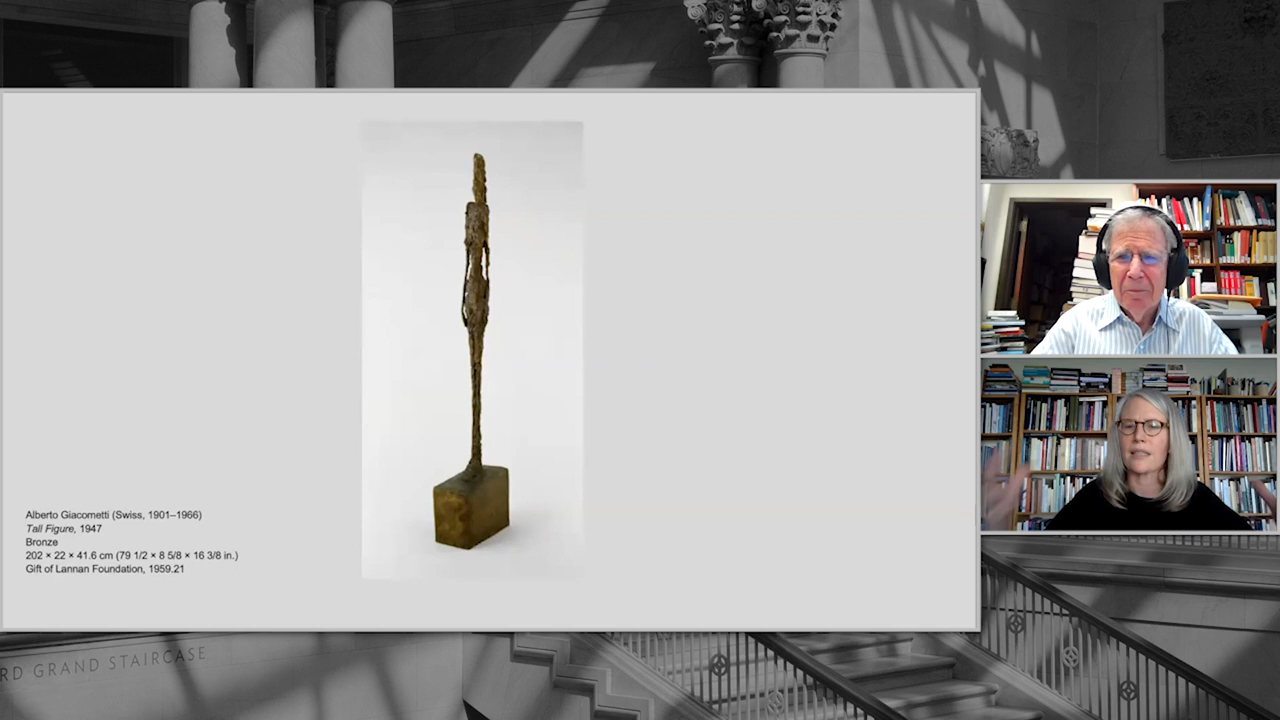 Alberto Giacometti (Swiss, 1901–1966)
Tall Figure, 1947
Bronze
202 × 22 × 41.6 cm (79 1/2 × 8 5/8 × 16 3/8 in.)
Gift of Lannan Foundation, 1959.21
RD GRAND STAIRCASE